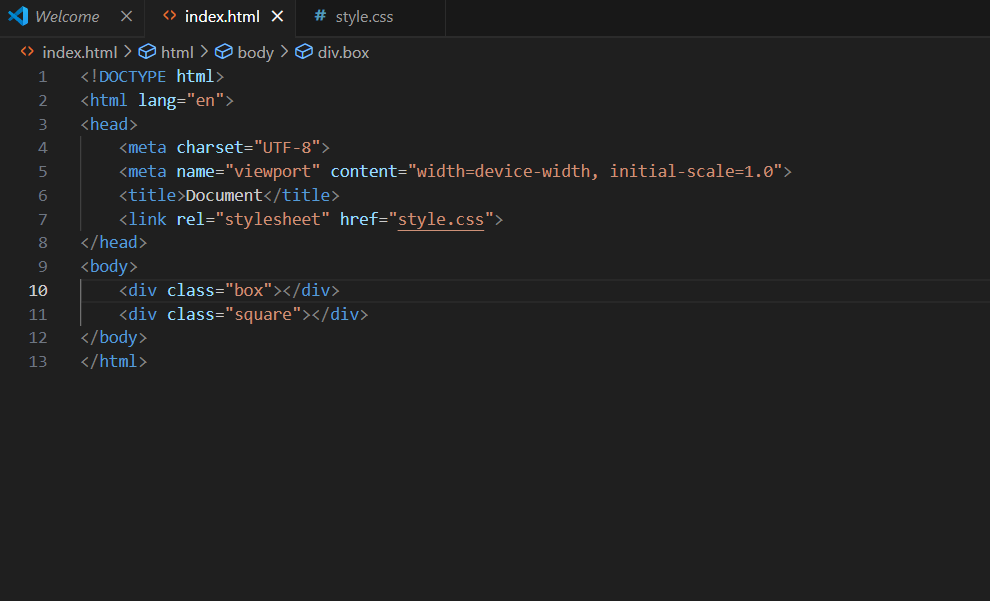 Welcome index.html # style.css
index.html > html > body > div.box
1 <!DOCTYPE html>
2 <html lang="en">
3 <head>
4     <meta charset="UTF-8">
5     <meta name="viewport" content="width=device-width, initial-scale=1.0">
6     <title>Document</title>
7     <link rel="stylesheet" href="style.css">
8 </head>
9 <body>
10     <div class="box"></div>
11     <div class="square"></div>
12 </body>
13 </html>